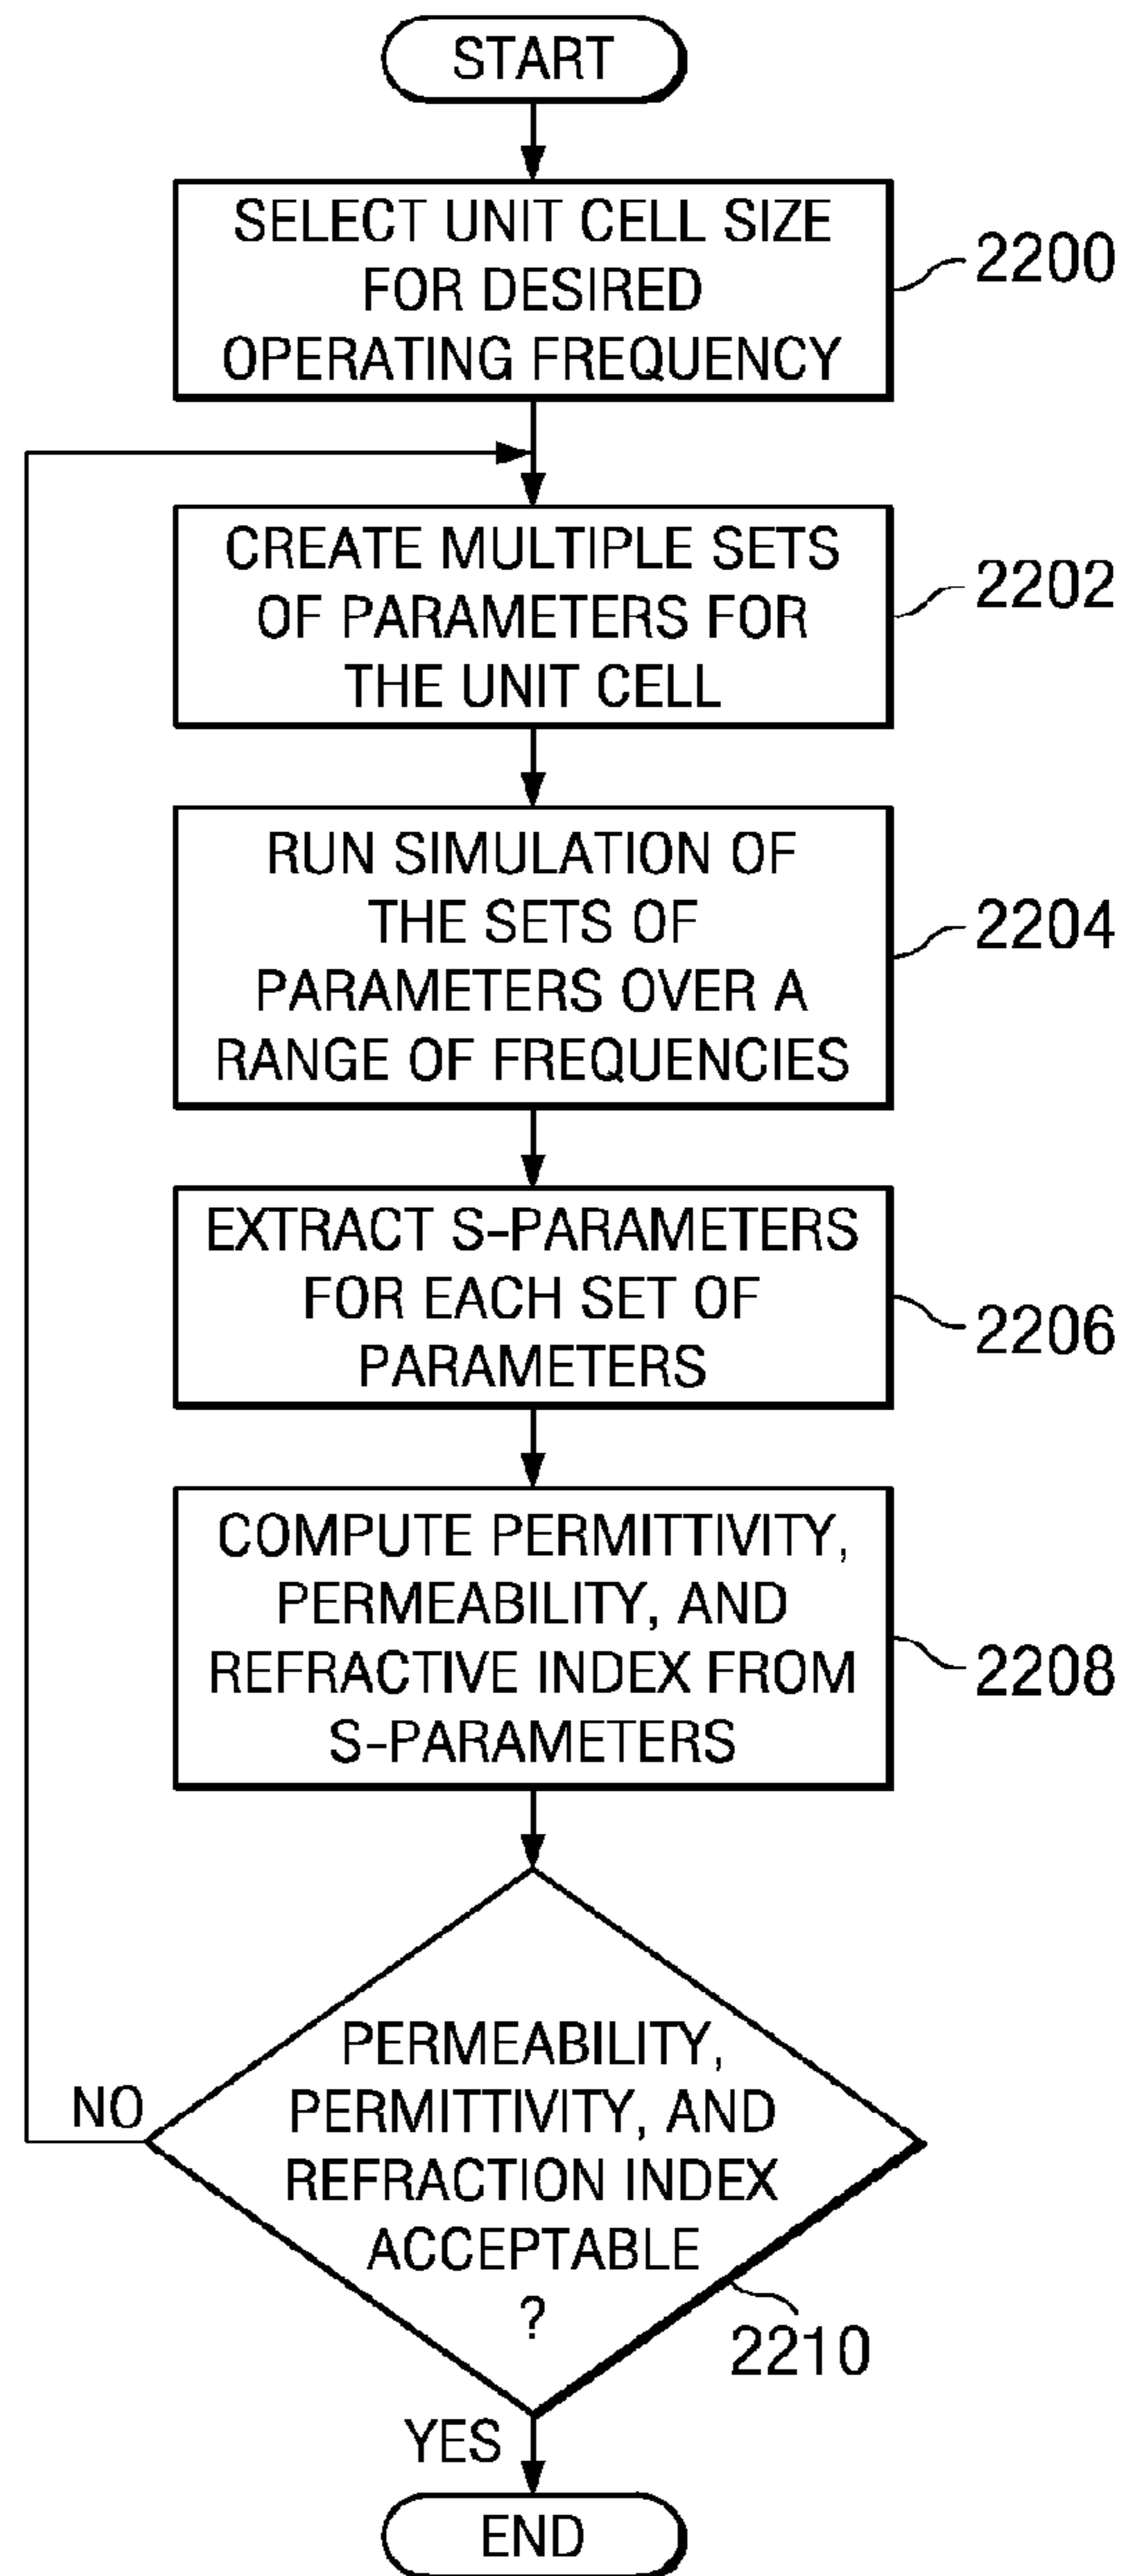 START
SELECT UNIT CELL SIZE
FOR DESIRED
OPERATING FREQUENCY
2200
CREATE MULTIPLE SETS
OF PARAMETERS FOR
THE UNIT CELL
2202
RUN SIMULATION OF
THE SETS OF
PARAMETERS OVER A
RANGE OF FREQUENCIES
2204
EXTRACT S-PARAMETERS
FOR EACH SET OF
PARAMETERS
2206
COMPUTE PERMITTIVITY,
PERMEABILITY, AND
REFRACTIVE INDEX FROM
S-PARAMETERS
2208
PERMEABILITY,
PERMITTIVITY, AND
REFRACTION INDEX
ACCEPTABLE
?
NO
2210
YES
END